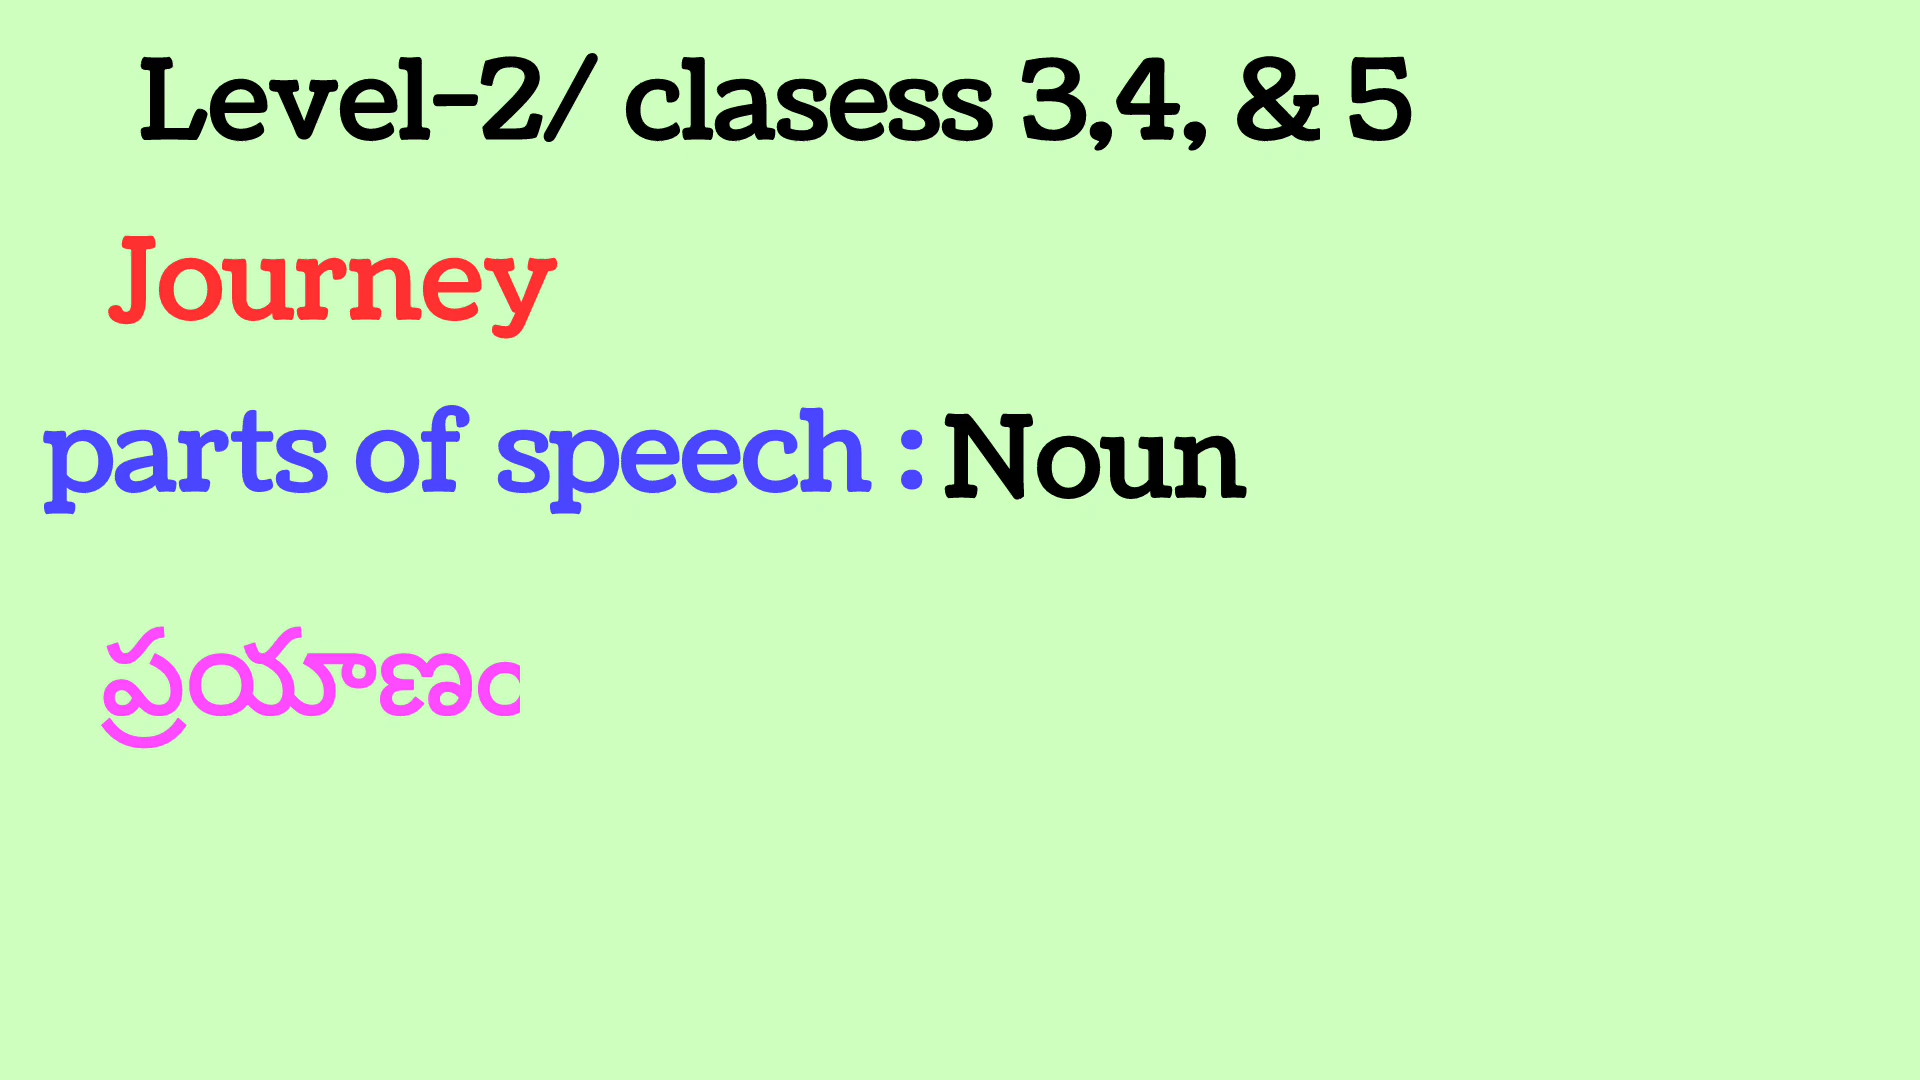 Level-2/ clasess 3,4, & 5
Journey
parts of speech : Noun
ప్రయాణం